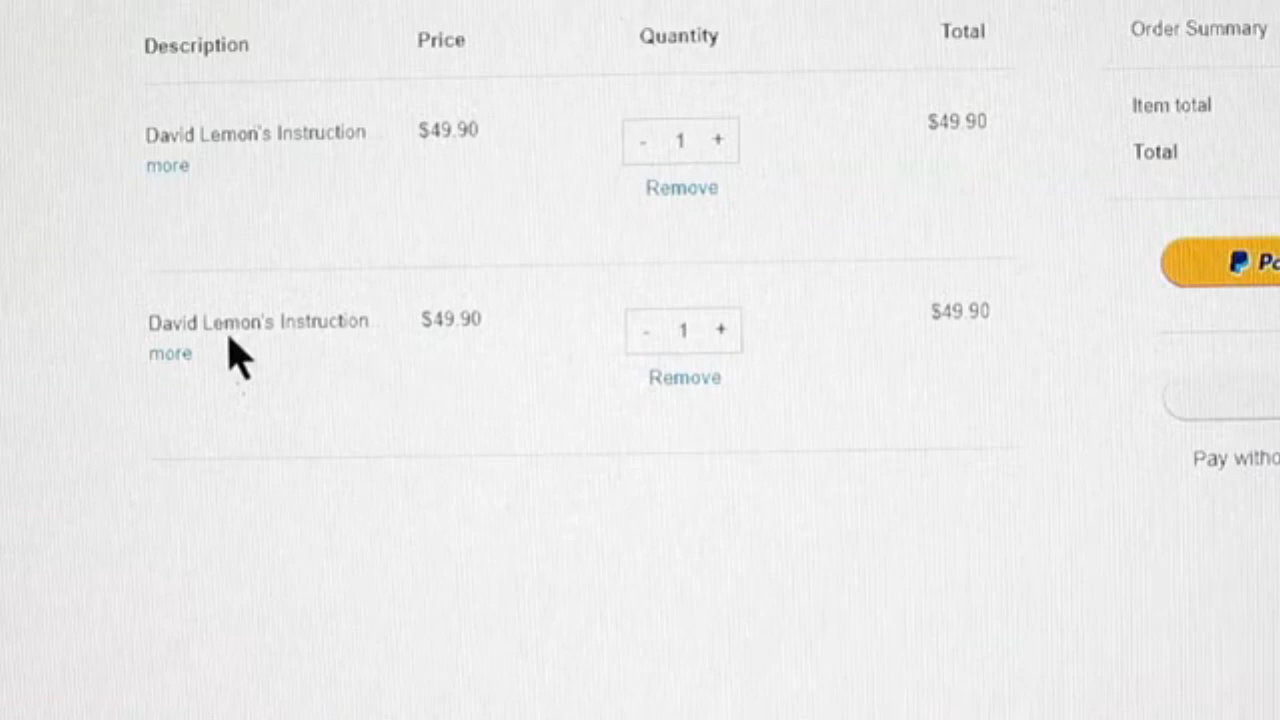 Description Price Quantity Total Order Summary
David Lemon's Instruction $49.90 - 1 + $49.90 Item total
more Remove Total
David Lemon's Instruction $49.90 - 1 + $49.90
more Remove
Pay